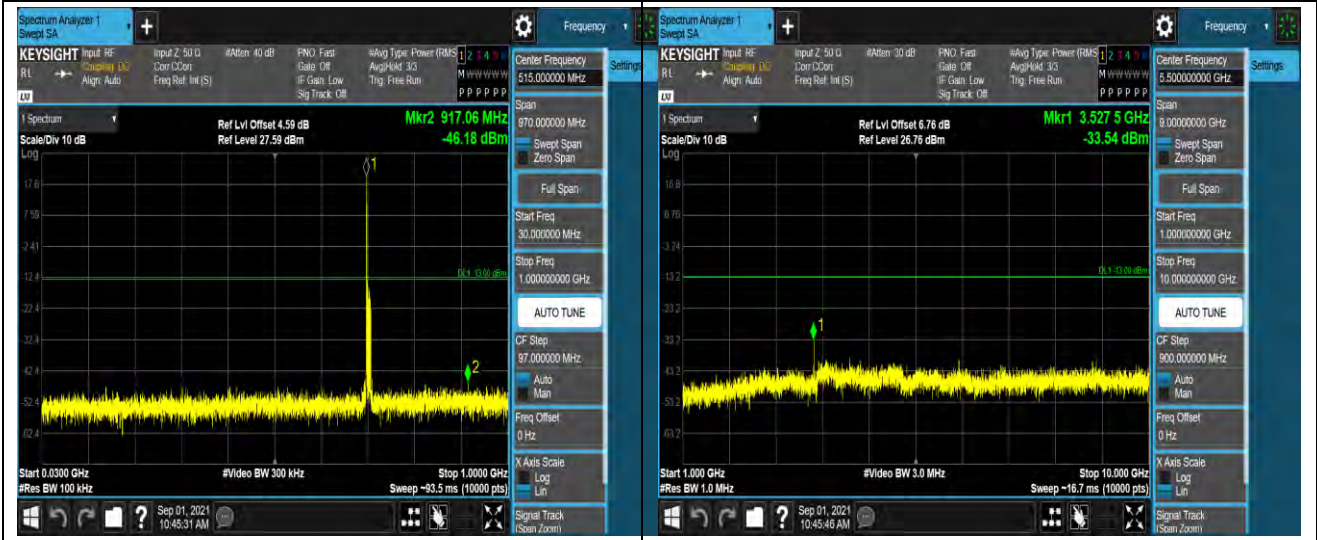 Spectrum Analyzer 1
Swept SA
+
Frequency
KEYSIGHT
Input: RF
Coupling: DC
Align: Auto
Input Z: 50 Ω
Corr CCorr
Freq Ref: Int (S)
#Atten: 40 dB
PNO: Fast
Gate: Off
IF Gain: Low
Sig Track: Off
#Avg Type: Power (RMS
Avg|Hold: 3/3
Trig: Free Run
1 2 3 4 5 6
M W W W W W
P P P P P P
RL
LXI
Center Frequency
515.000000 MHz
Settings
Span
970.000000 MHz
Swept Span
Zero Span
Full Span
Start Freq
30.000000 MHz
Stop Freq
1.000000000 GHz
AUTO TUNE
CF Step
97.000000 MHz
Auto
Man
Freq Offset
0 Hz
X Axis Scale
Log
Lin
Signal Track
(Span Zoom)
1 Spectrum
Scale/Div 10 dB
Log
Ref Lvl Offset 4.59 dB
Ref Level 27.59 dBm
Mkr2 917.06 MHz
-46.18 dBm
1
17.6
7.59
-2.41
-12.4
DL1 -13.00 dBm
-22.4
-32.4
-42.4
2
-52.4
-62.4
Start 0.0300 GHz
#Res BW 100 kHz
#Video BW 300 kHz
Stop 1.0000 GHz
Sweep ~93.5 ms (10000 pts)
?
Sep 01, 2021
10:45:31 AM
Spectrum Analyzer 1
Swept SA
+
Frequency
KEYSIGHT
Input: RF
Coupling: DC
Align: Auto
Input Z: 50 Ω
Corr CCorr
Freq Ref: Int (S)
#Atten: 30 dB
PNO: Fast
Gate: Off
IF Gain: Low
Sig Track: Off
#Avg Type: Power (RMS
Avg|Hold: 3/3
Trig: Free Run
1 2 3 4 5 6
M W W W W W
P P P P P P
RL
LXI
Center Frequency
5.500000000 GHz
Settings
Span
9.00000000 GHz
Swept Span
Zero Span
Full Span
Start Freq
1.000000000 GHz
Stop Freq
10.000000000 GHz
AUTO TUNE
CF Step
900.000000 MHz
Auto
Man
Freq Offset
0 Hz
X Axis Scale
Log
Lin
Signal Track
(Span Zoom)
1 Spectrum
Scale/Div 10 dB
Log
Ref Lvl Offset 6.76 dB
Ref Level 26.76 dBm
Mkr1 3.527 5 GHz
-33.54 dBm
16.8
6.76
-3.24
-13.2
DL1 -13.00 dBm
-23.2
1
-33.2
-43.2
-53.2
-63.2
Start 1.000 GHz
#Res BW 1.0 MHz
#Video BW 3.0 MHz
Stop 10.000 GHz
Sweep ~16.7 ms (10000 pts)
?
Sep 01, 2021
10:45:46 AM